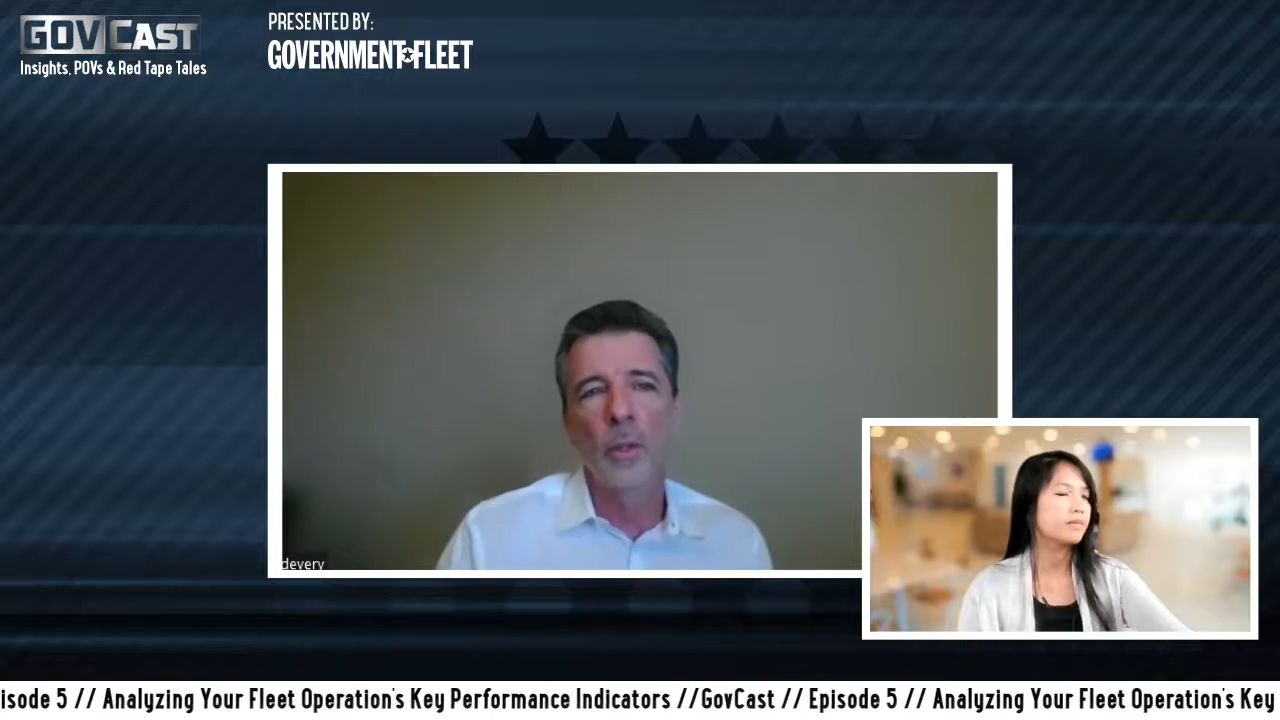 GOVCAST
Insights, POVs & Red Tape Tales
PRESENTED BY:
GOVERNMENT FLEET
devery
isode 5 // Analyzing Your Fleet Operation's Key Performance Indicators //GovCast // Episode 5 // Analyzing Your Fleet Operation's Key